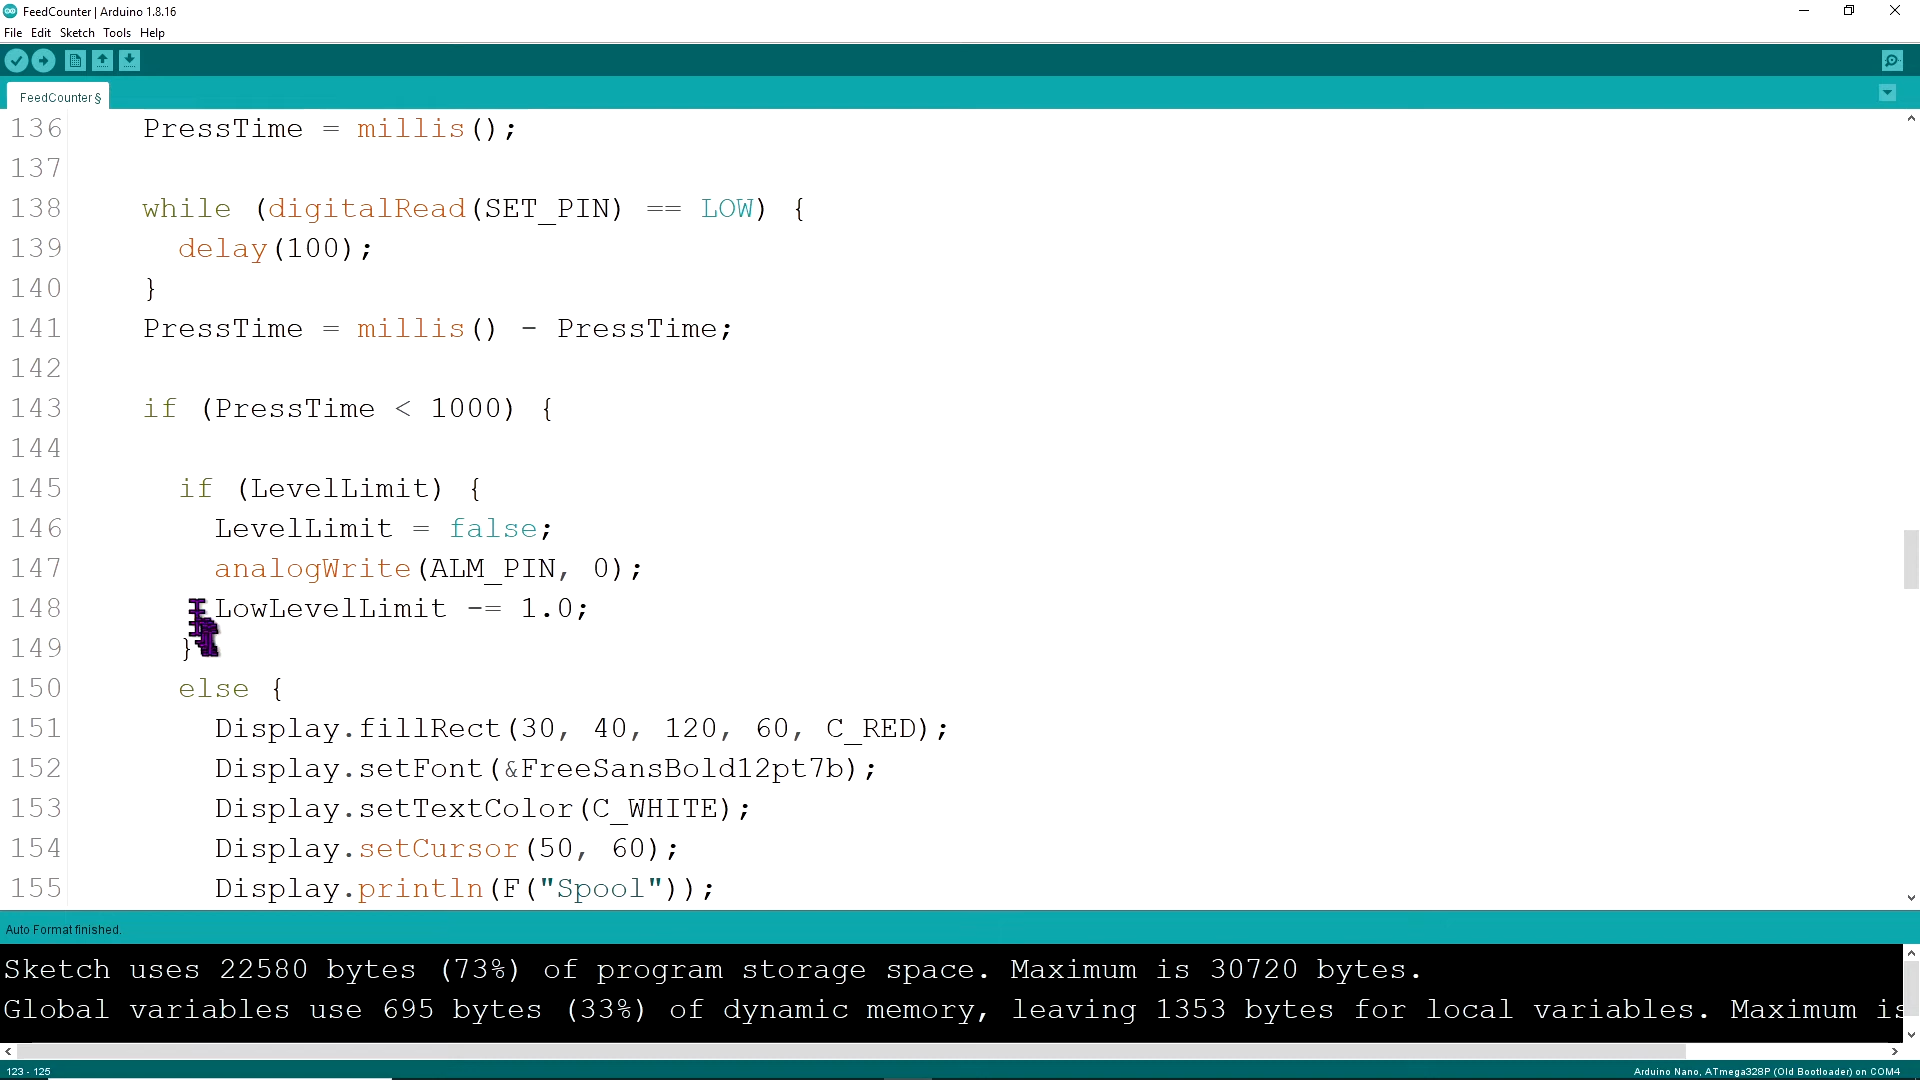 FeedCounter | Arduino 1.8.16
File Edit Sketch Tools Help
FeedCounter §
136 PressTime = millis();
137
138 while (digitalRead(SET_PIN) == LOW) {
139 delay(100);
140 }
141 PressTime = millis() - PressTime;
142
143 if (PressTime < 1000) {
144
145 if (LevelLimit) {
146 LevelLimit = false;
147 analogWrite(ALM_PIN, 0);
148 LowLevelLimit -= 1.0;
149 }
150 else {
151 Display.fillRect(30, 40, 120, 60, C_RED);
152 Display.setFont(&FreeSansBold12pt7b);
153 Display.setTextColor(C_WHITE);
154 Display.setCursor(50, 60);
155 Display.println(F("Spool"));
Auto Format finished.
Sketch uses 22580 bytes (73%) of program storage space. Maximum is 30720 bytes.
Global variables use 695 bytes (33%) of dynamic memory, leaving 1353 bytes for local variables. Maximum is
123 - 125
Arduino Nano, ATmega328P (Old Bootloader) on COM4